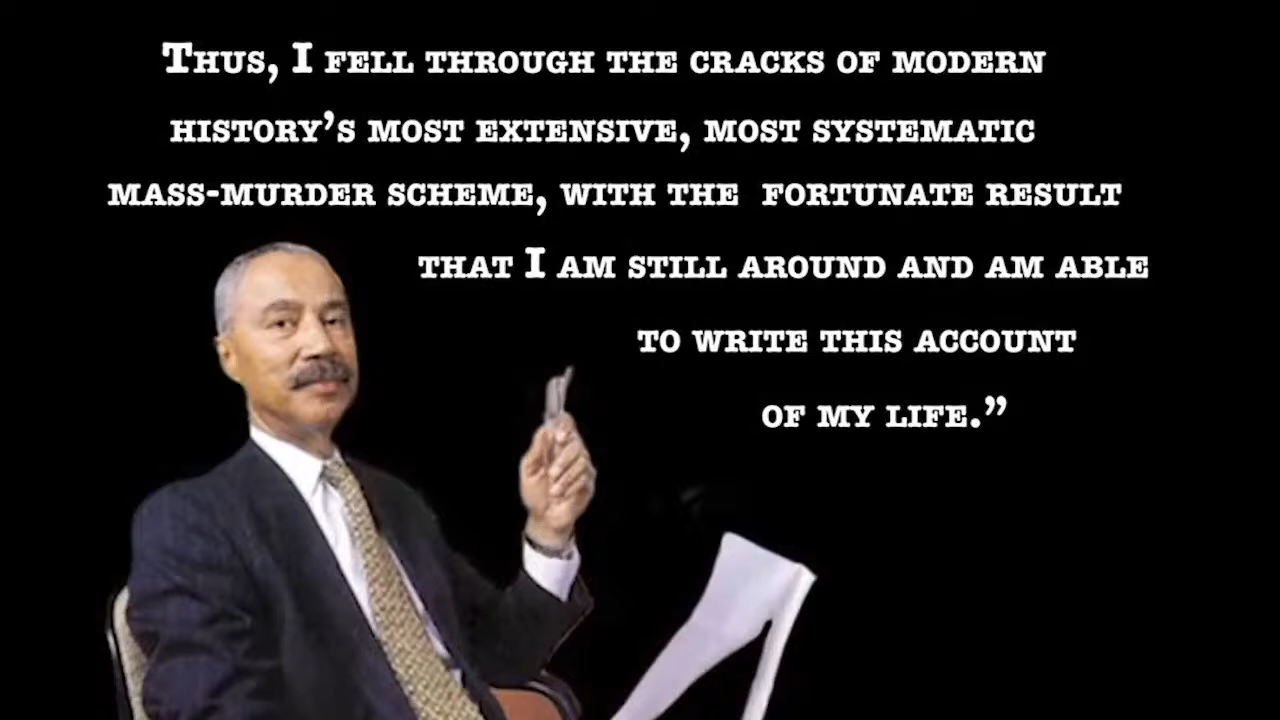 Thus, I fell through the cracks of modern
history’s most extensive, most systematic
mass-murder scheme, with the fortunate result
that I am still around and am able
to write this account
of my life.”